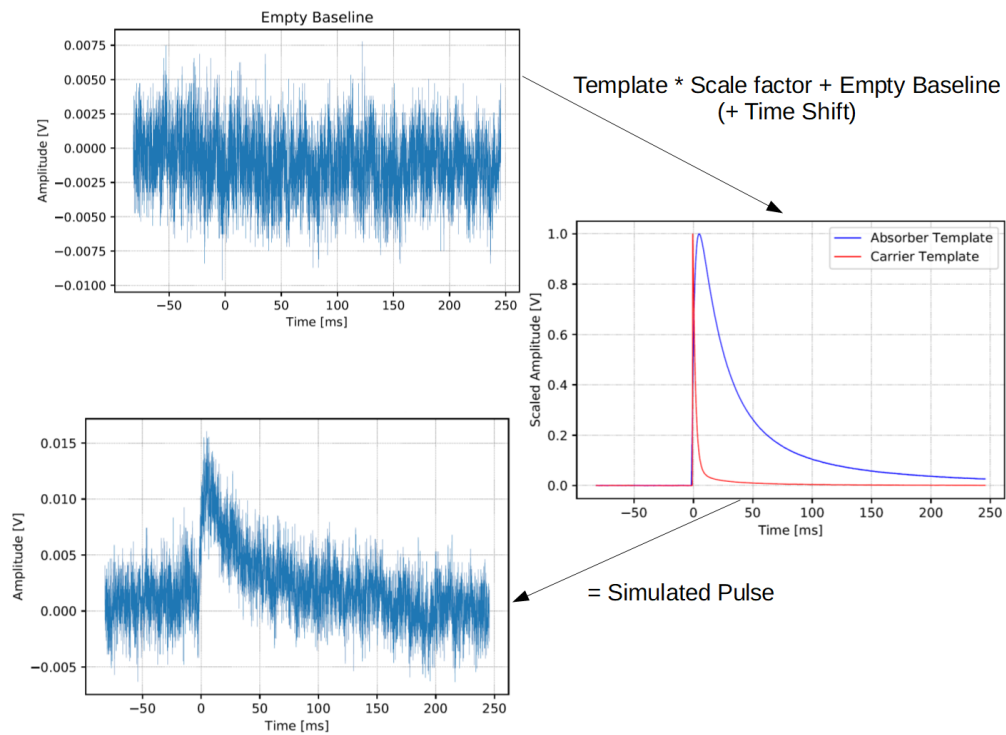 Empty Baseline
0.0075
0.0050
0.0025
0.0000
−0.0025
−0.0050
−0.0075
−0.0100
Amplitude [V]
−50 0 50 100 150 200 250
Time [ms]
Template * Scale factor + Empty Baseline
(+ Time Shift)
1.0
0.8
0.6
0.4
0.2
0.0
Scaled Amplitude [V]
Absorber Template
Carrier Template
−50 0 50 100 150 200 250
Time [ms]
= Simulated Pulse
0.015
0.010
0.005
0.000
−0.005
Amplitude [V]
−50 0 50 100 150 200 250
Time [ms]